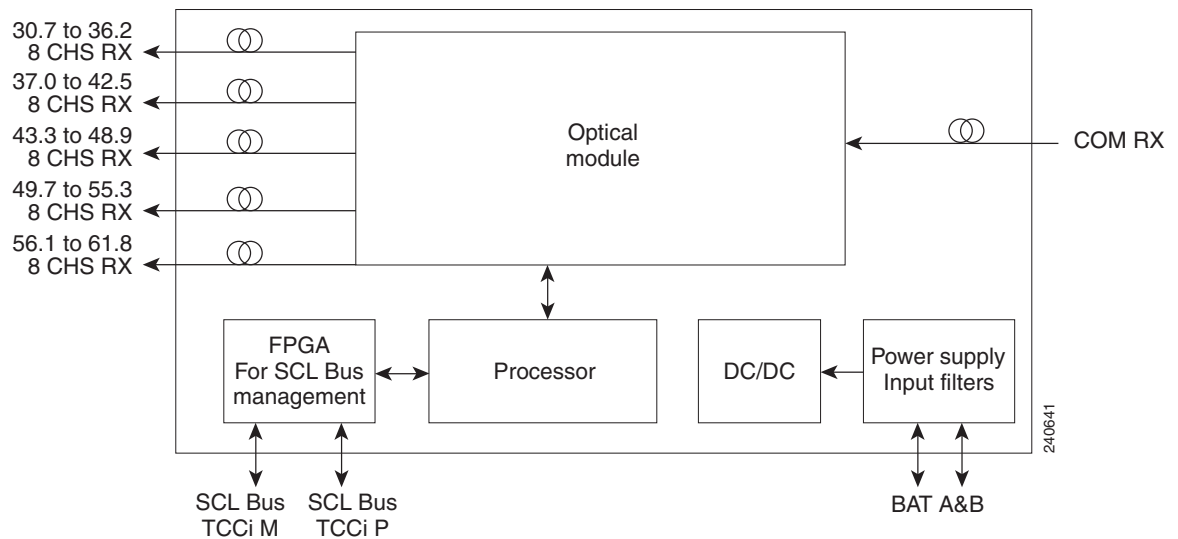 30.7 to 36.2
8 CHS RX
37.0 to 42.5
8 CHS RX
43.3 to 48.9
8 CHS RX
49.7 to 55.3
8 CHS RX
56.1 to 61.8
8 CHS RX
Optical
module
COM RX
FPGA
For SCL Bus
management
Processor
DC/DC
Power supply
Input filters
240641
SCL Bus
TCCi M
SCL Bus
TCCi P
BAT A&B